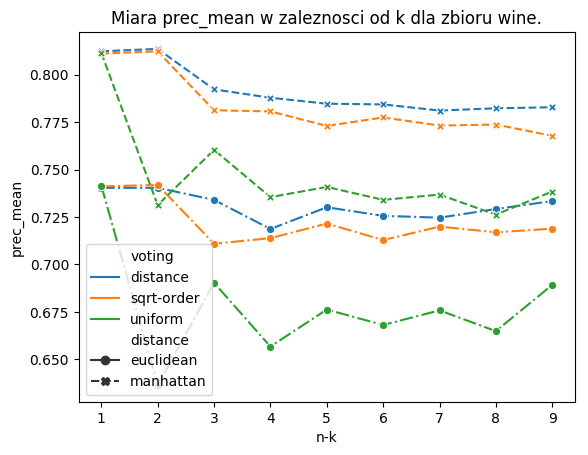 Miara prec_mean w zaleznosci od k dla zbioru wine.
prec_mean
0.800
0.775
0.750
0.725
0.700
0.675
0.650
voting
distance
sqrt-order
uniform
distance
euclidean
manhattan
1 2 3 4 5 6 7 8 9
n-k